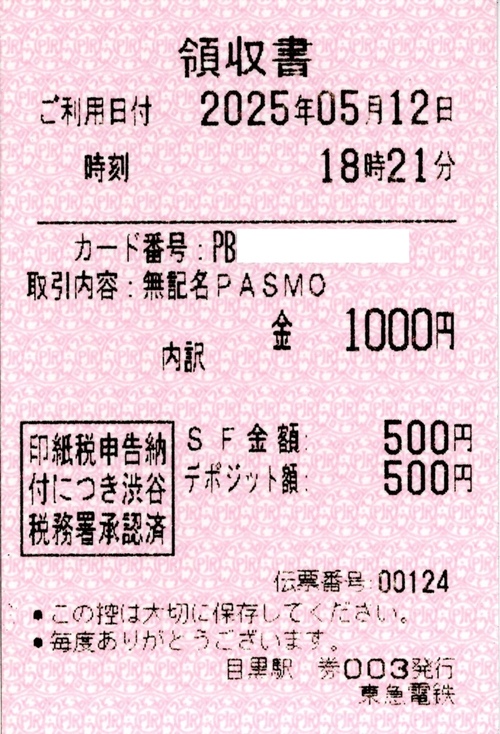 領収書
ご利用日付 2025年05月12日
時刻 18時21分
カード番号:PB
取引内容:無記名PASMO
金 1000円
内訳
印紙税申告納
付につき渋谷
税務署承認済
SF金額: 500円
デポジット額: 500円
伝票番号:00124
●この控は大切に保存してください。
●毎度ありがとうございます。
目黒駅 券003発行
東急電鉄